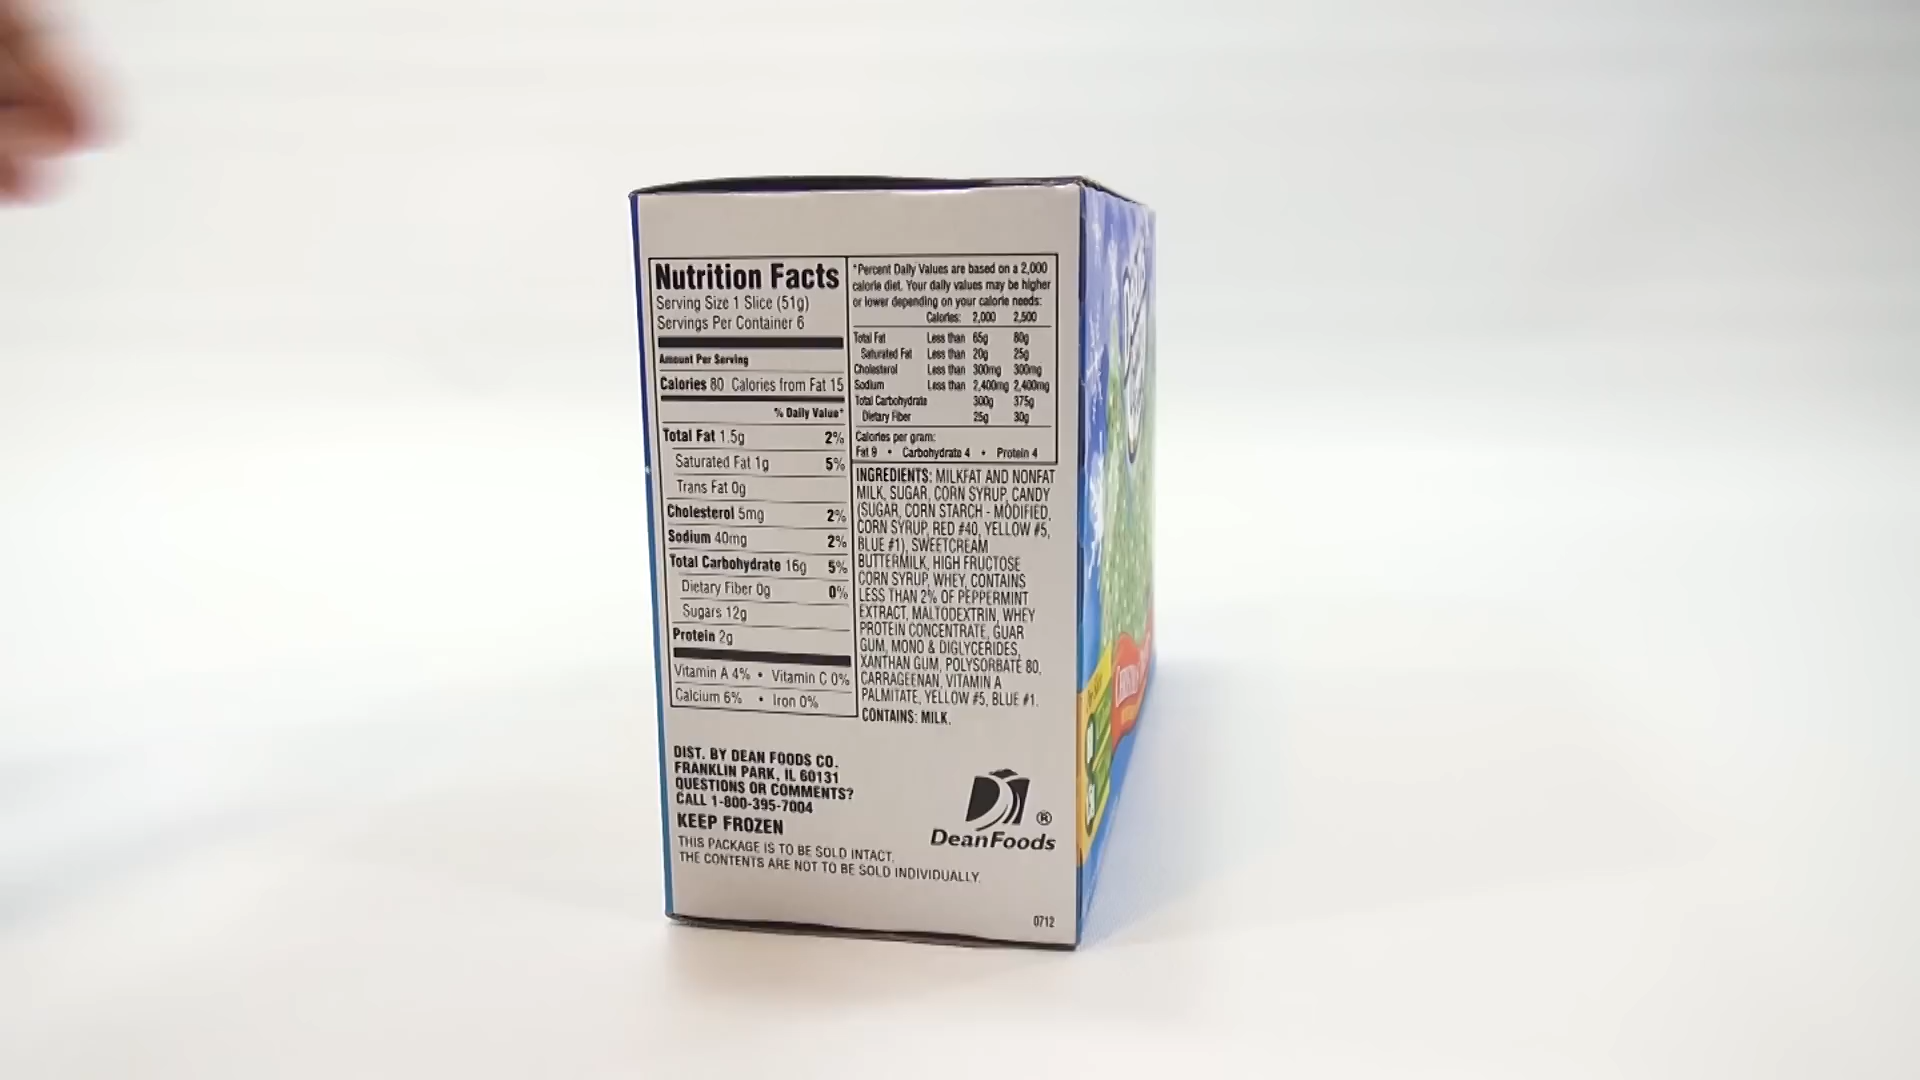 Nutrition Facts
Serving Size 1 Slice (51g)
Servings Per Container 6
Amount Per Serving
Calories 80 Calories from Fat 15
% Daily Value*
Total Fat 1.5g 2%
Saturated Fat 1g 5%
Trans Fat 0g
Cholesterol 5mg 2%
Sodium 40mg 2%
Total Carbohydrate 16g 5%
Dietary Fiber 0g 0%
Sugars 12g
Protein 2g
Vitamin A 4% • Vitamin C 0%
Calcium 6% • Iron 0%
*Percent Daily Values are based on a 2,000
calorie diet. Your daily values may be higher
or lower depending on your calorie needs:
Calories: 2,000 2,500
Total Fat Less than 65g 80g
Saturated Fat Less than 20g 25g
Cholesterol Less than 300mg 300mg
Sodium Less than 2,400mg 2,400mg
Total Carbohydrate 300g 375g
Dietary Fiber 25g 30g
Calories per gram:
Fat 9 • Carbohydrate 4 • Protein 4
INGREDIENTS: MILKFAT AND NONFAT
MILK, SUGAR, CORN SYRUP, CANDY
(SUGAR, CORN STARCH - MODIFIED,
CORN SYRUP, RED #40, YELLOW #5,
BLUE #1), SWEETCREAM
BUTTERMILK, HIGH FRUCTOSE
CORN SYRUP, WHEY, CONTAINS
LESS THAN 2% OF PEPPERMINT
EXTRACT, MALTODEXTRIN, WHEY
PROTEIN CONCENTRATE, GUAR
GUM, MONO & DIGLYCERIDES,
XANTHAN GUM, POLYSORBATE 80,
CARRAGEENAN, VITAMIN A
PALMITATE, YELLOW #5, BLUE #1.
CONTAINS: MILK.
DIST. BY DEAN FOODS CO.
FRANKLIN PARK, IL 60131
QUESTIONS OR COMMENTS?
CALL 1-800-395-7004
KEEP FROZEN
THIS PACKAGE IS TO BE SOLD INTACT.
THE CONTENTS ARE NOT TO BE SOLD INDIVIDUALLY.
DeanFoods ®
0712